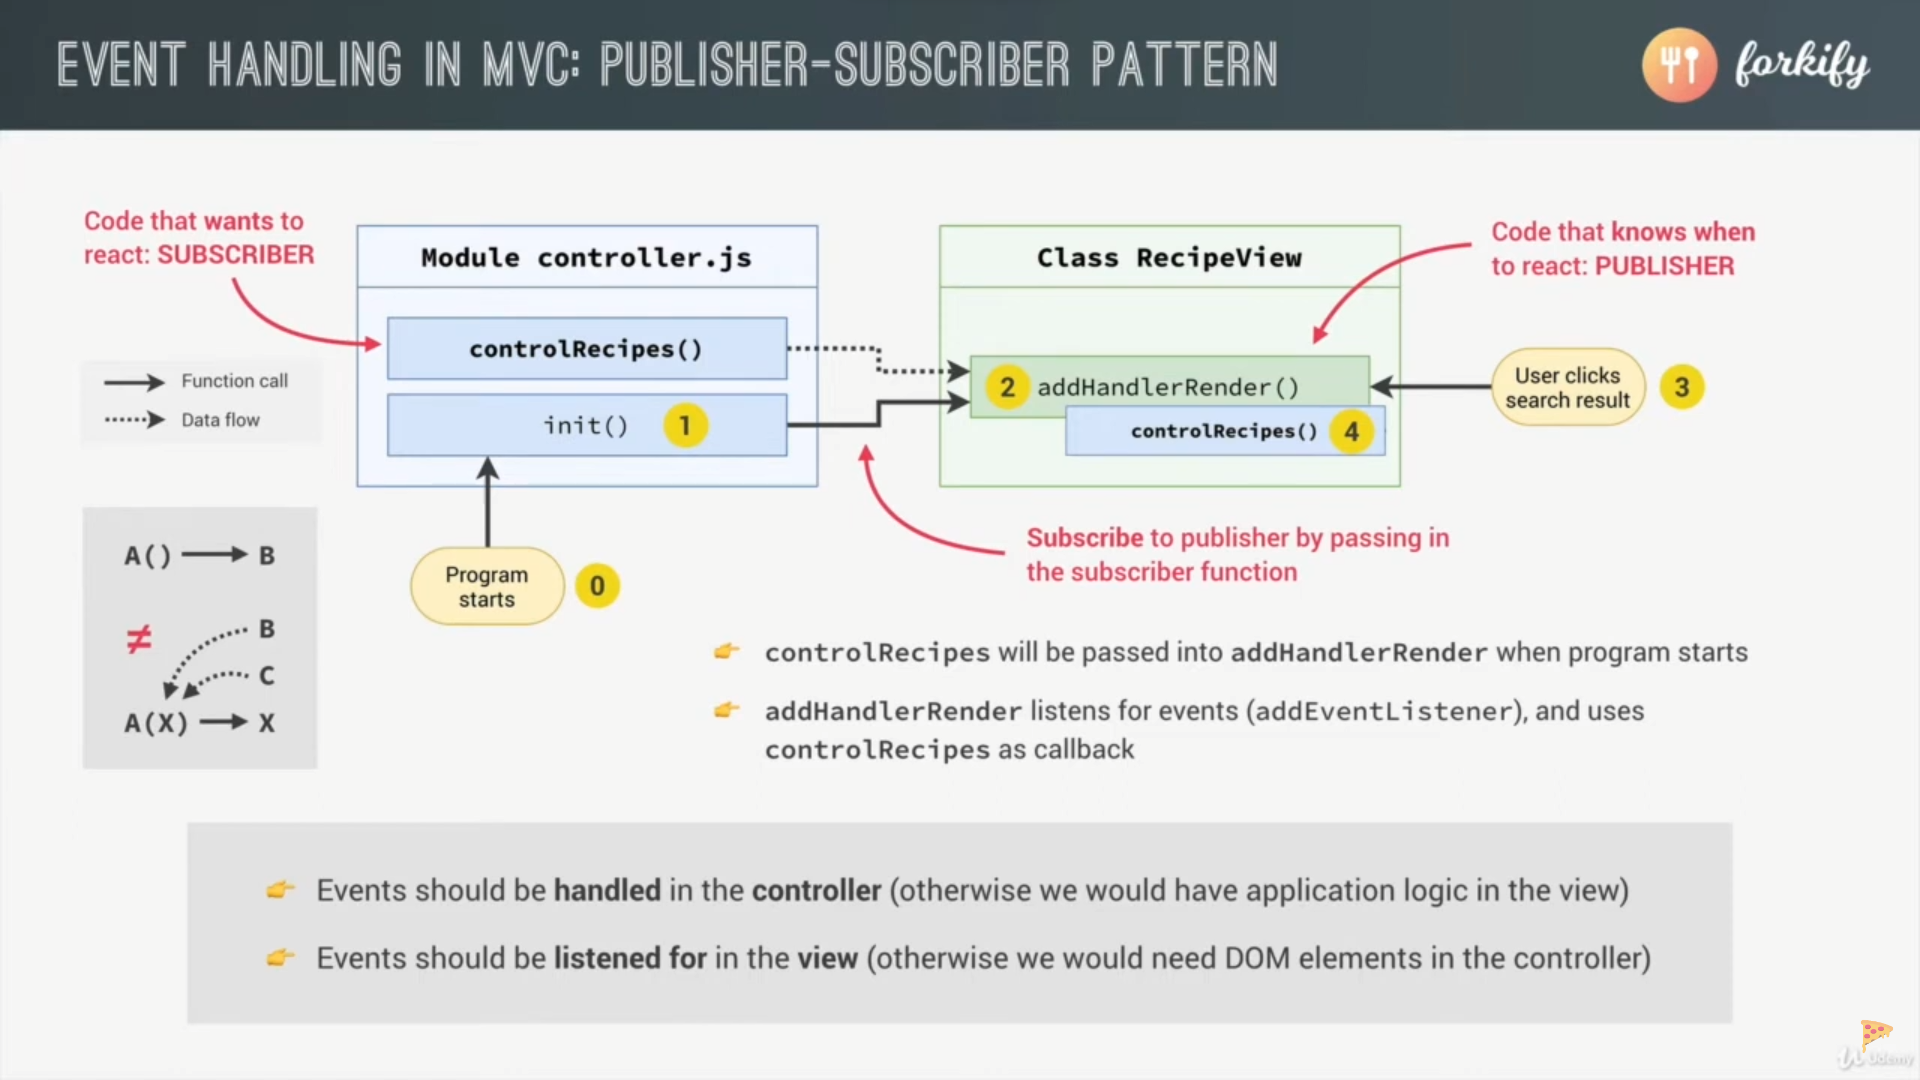 EVENT HANDLING IN MVC: PUBLISHER-SUBSCRIBER PATTERN
forkify
Code that wants to
react: SUBSCRIBER
Module controller.js
controlRecipes()
init() 1
Class RecipeView
2 addHandlerRender()
controlRecipes() 4
Code that knows when
to react: PUBLISHER
User clicks
search result
3
Function call
Data flow
A() B
≠
B
C
A(X) X
Program
starts
0
Subscribe to publisher by passing in
the subscriber function
controlRecipes will be passed into addHandlerRender when program starts
addHandlerRender listens for events (addEventListener), and uses
controlRecipes as callback
Events should be handled in the controller (otherwise we would have application logic in the view)
Events should be listened for in the view (otherwise we would need DOM elements in the controller)
Udemy